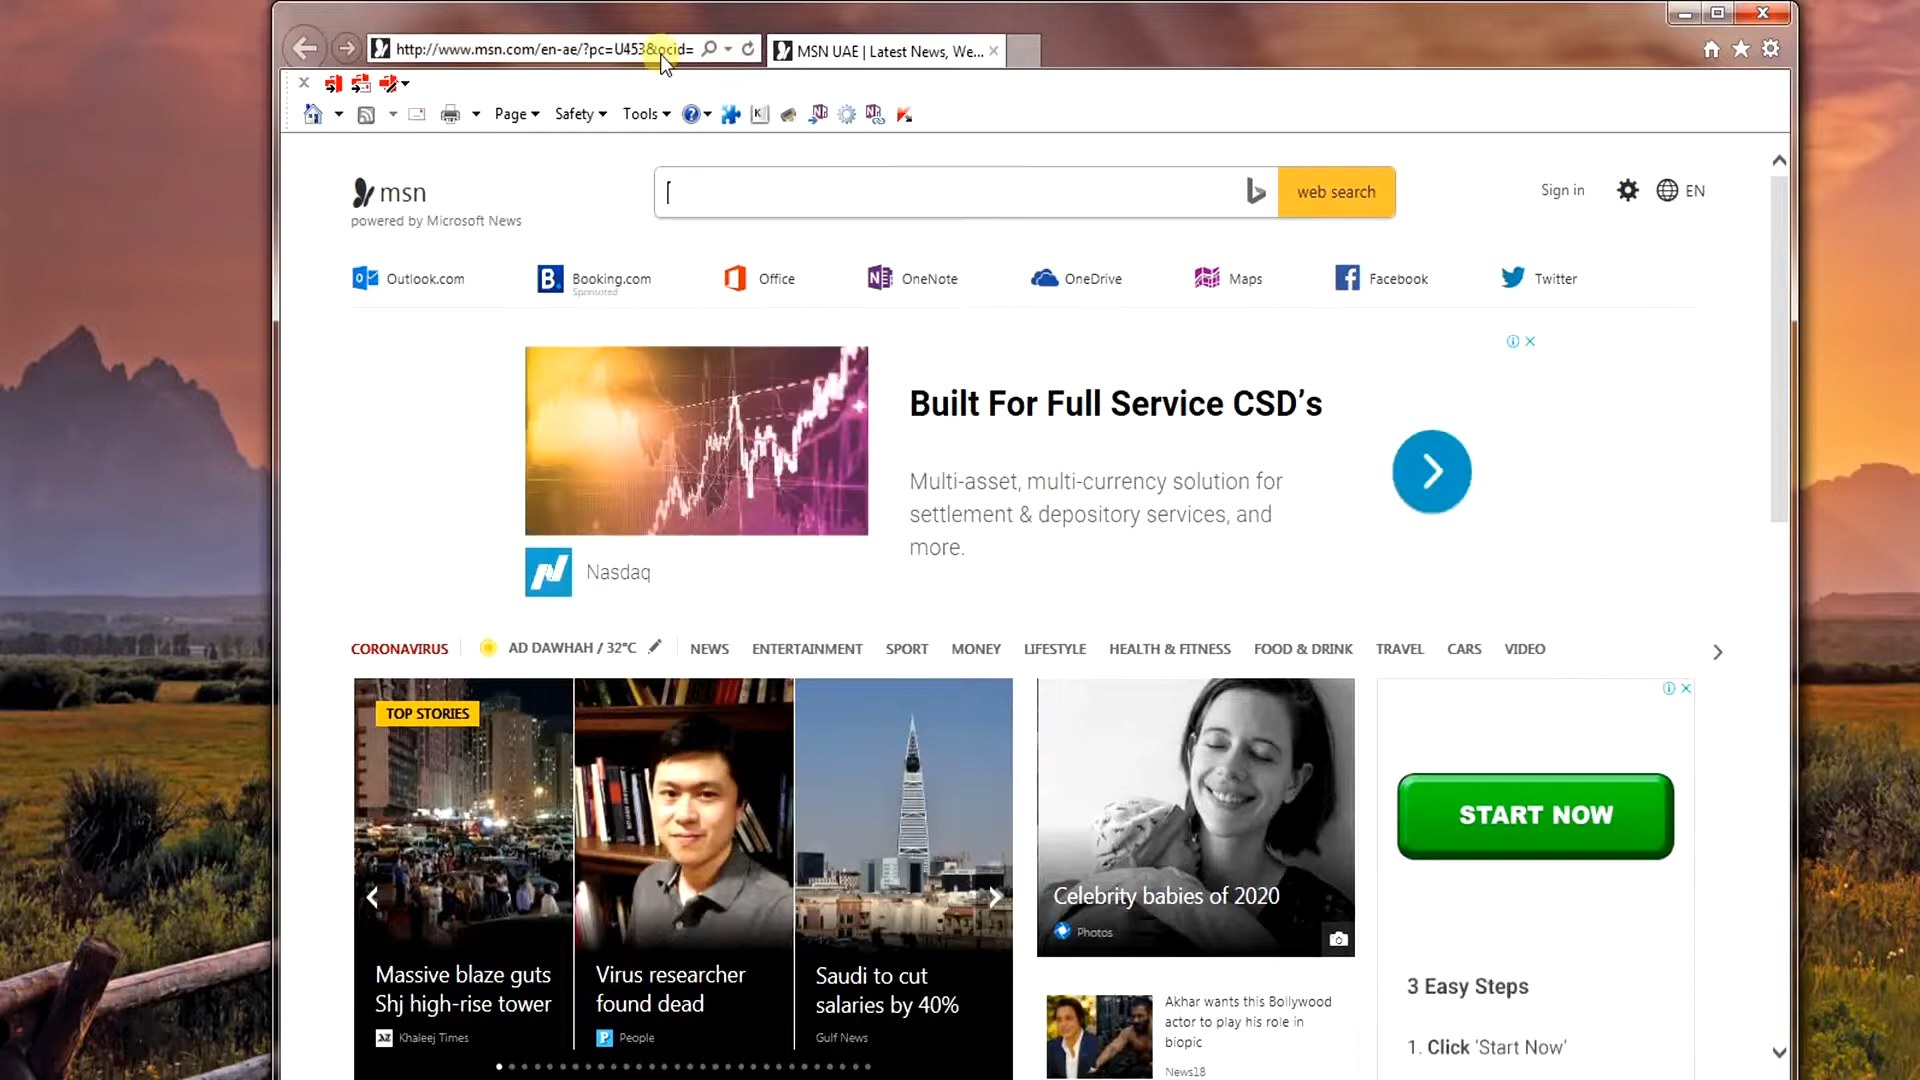 http://www.msn.com/en-ae/?pc=U453&ocid=
MSN UAE | Latest News, We...
Page
Safety
Tools
msn
powered by Microsoft News
web search
Sign in
EN
Outlook.com
Booking.com
Sponsored
Office
OneNote
OneDrive
Maps
Facebook
Twitter
Built For Full Service CSD’s
Multi-asset, multi-currency solution for
settlement & depository services, and
more.
Nasdaq
CORONAVIRUS
AD DAWHAH / 32°C
NEWS
ENTERTAINMENT
SPORT
MONEY
LIFESTYLE
HEALTH & FITNESS
FOOD & DRINK
TRAVEL
CARS
VIDEO
TOP STORIES
Massive blaze guts
Shj high-rise tower
Khaleej Times
Virus researcher
found dead
People
Saudi to cut
salaries by 40%
Gulf News
Celebrity babies of 2020
Photos
Akhar wants this Bollywood
actor to play his role in
biopic
News18
START NOW
3 Easy Steps
1. Click 'Start Now'